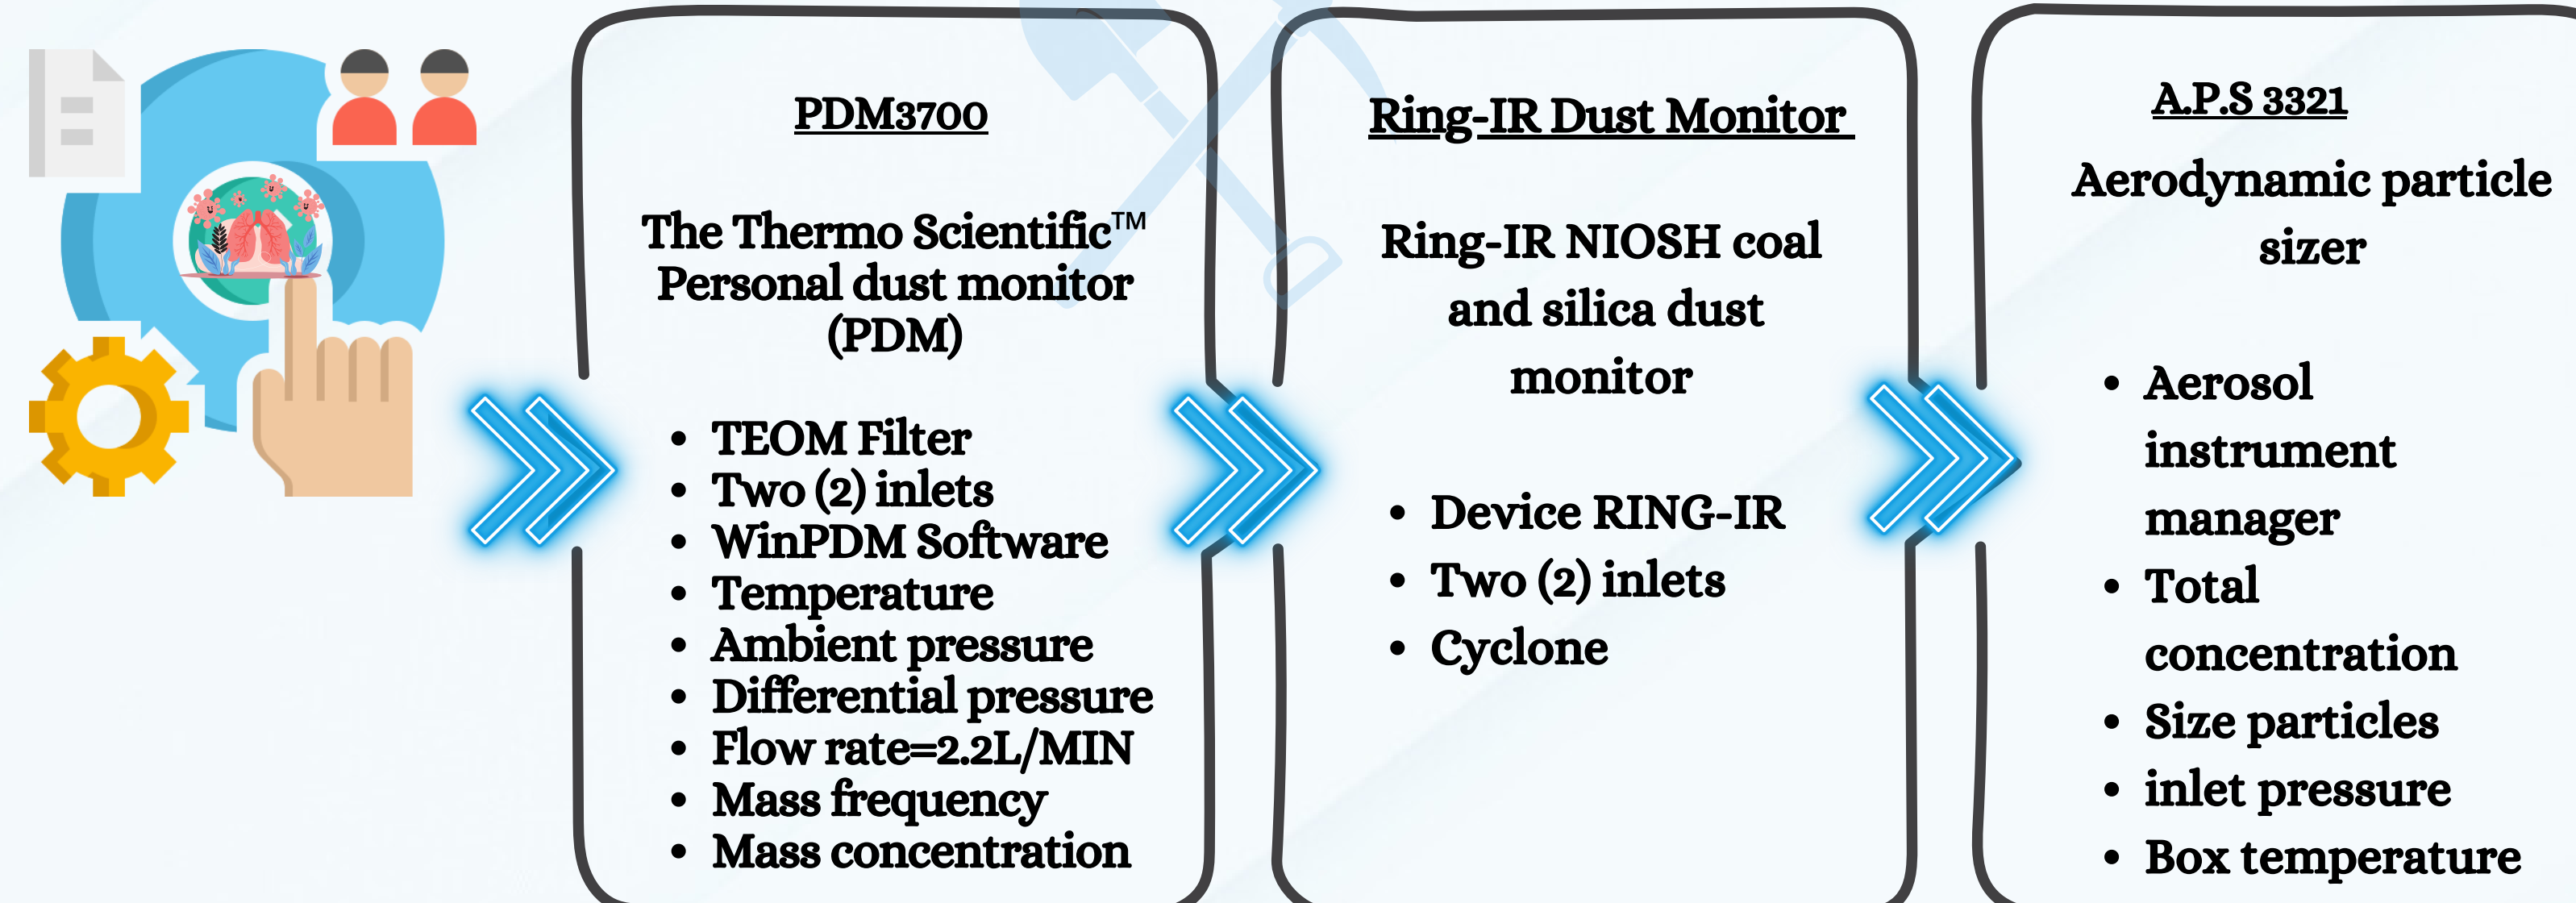 PDM3700
The Thermo Scientific™
Personal dust monitor
(PDM)
• TEOM Filter
• Two (2) inlets
• WinPDM Software
• Temperature
• Ambient pressure
• Differential pressure
• Flow rate=2.2L/MIN
• Mass frequency
• Mass concentration
Ring-IR Dust Monitor
Ring-IR NIOSH coal
and silica dust
monitor
• Device RING-IR
• Two (2) inlets
• Cyclone
A.P.S 3321
Aerodynamic particle
sizer
• Aerosol
instrument
manager
• Total
concentration
• Size particles
• inlet pressure
• Box temperature